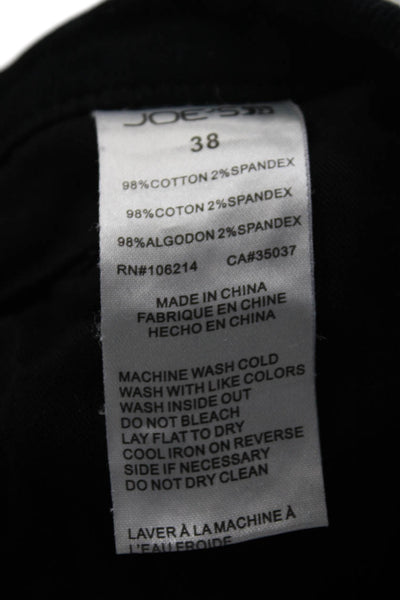 JOE'S
38
98%COTTON 2%SPANDEX
98%COTON 2%SPANDEX
98%ALGODON 2%SPANDEX
RN#106214 CA#35037
MADE IN CHINA
FABRIQUE EN CHINE
HECHO EN CHINA
MACHINE WASH COLD
WASH WITH LIKE COLORS
WASH INSIDE OUT
DO NOT BLEACH
LAY FLAT TO DRY
COOL IRON ON REVERSE
SIDE IF NECESSARY
DO NOT DRY CLEAN
LAVER À LA MACHINE À
L'EAU FROIDE